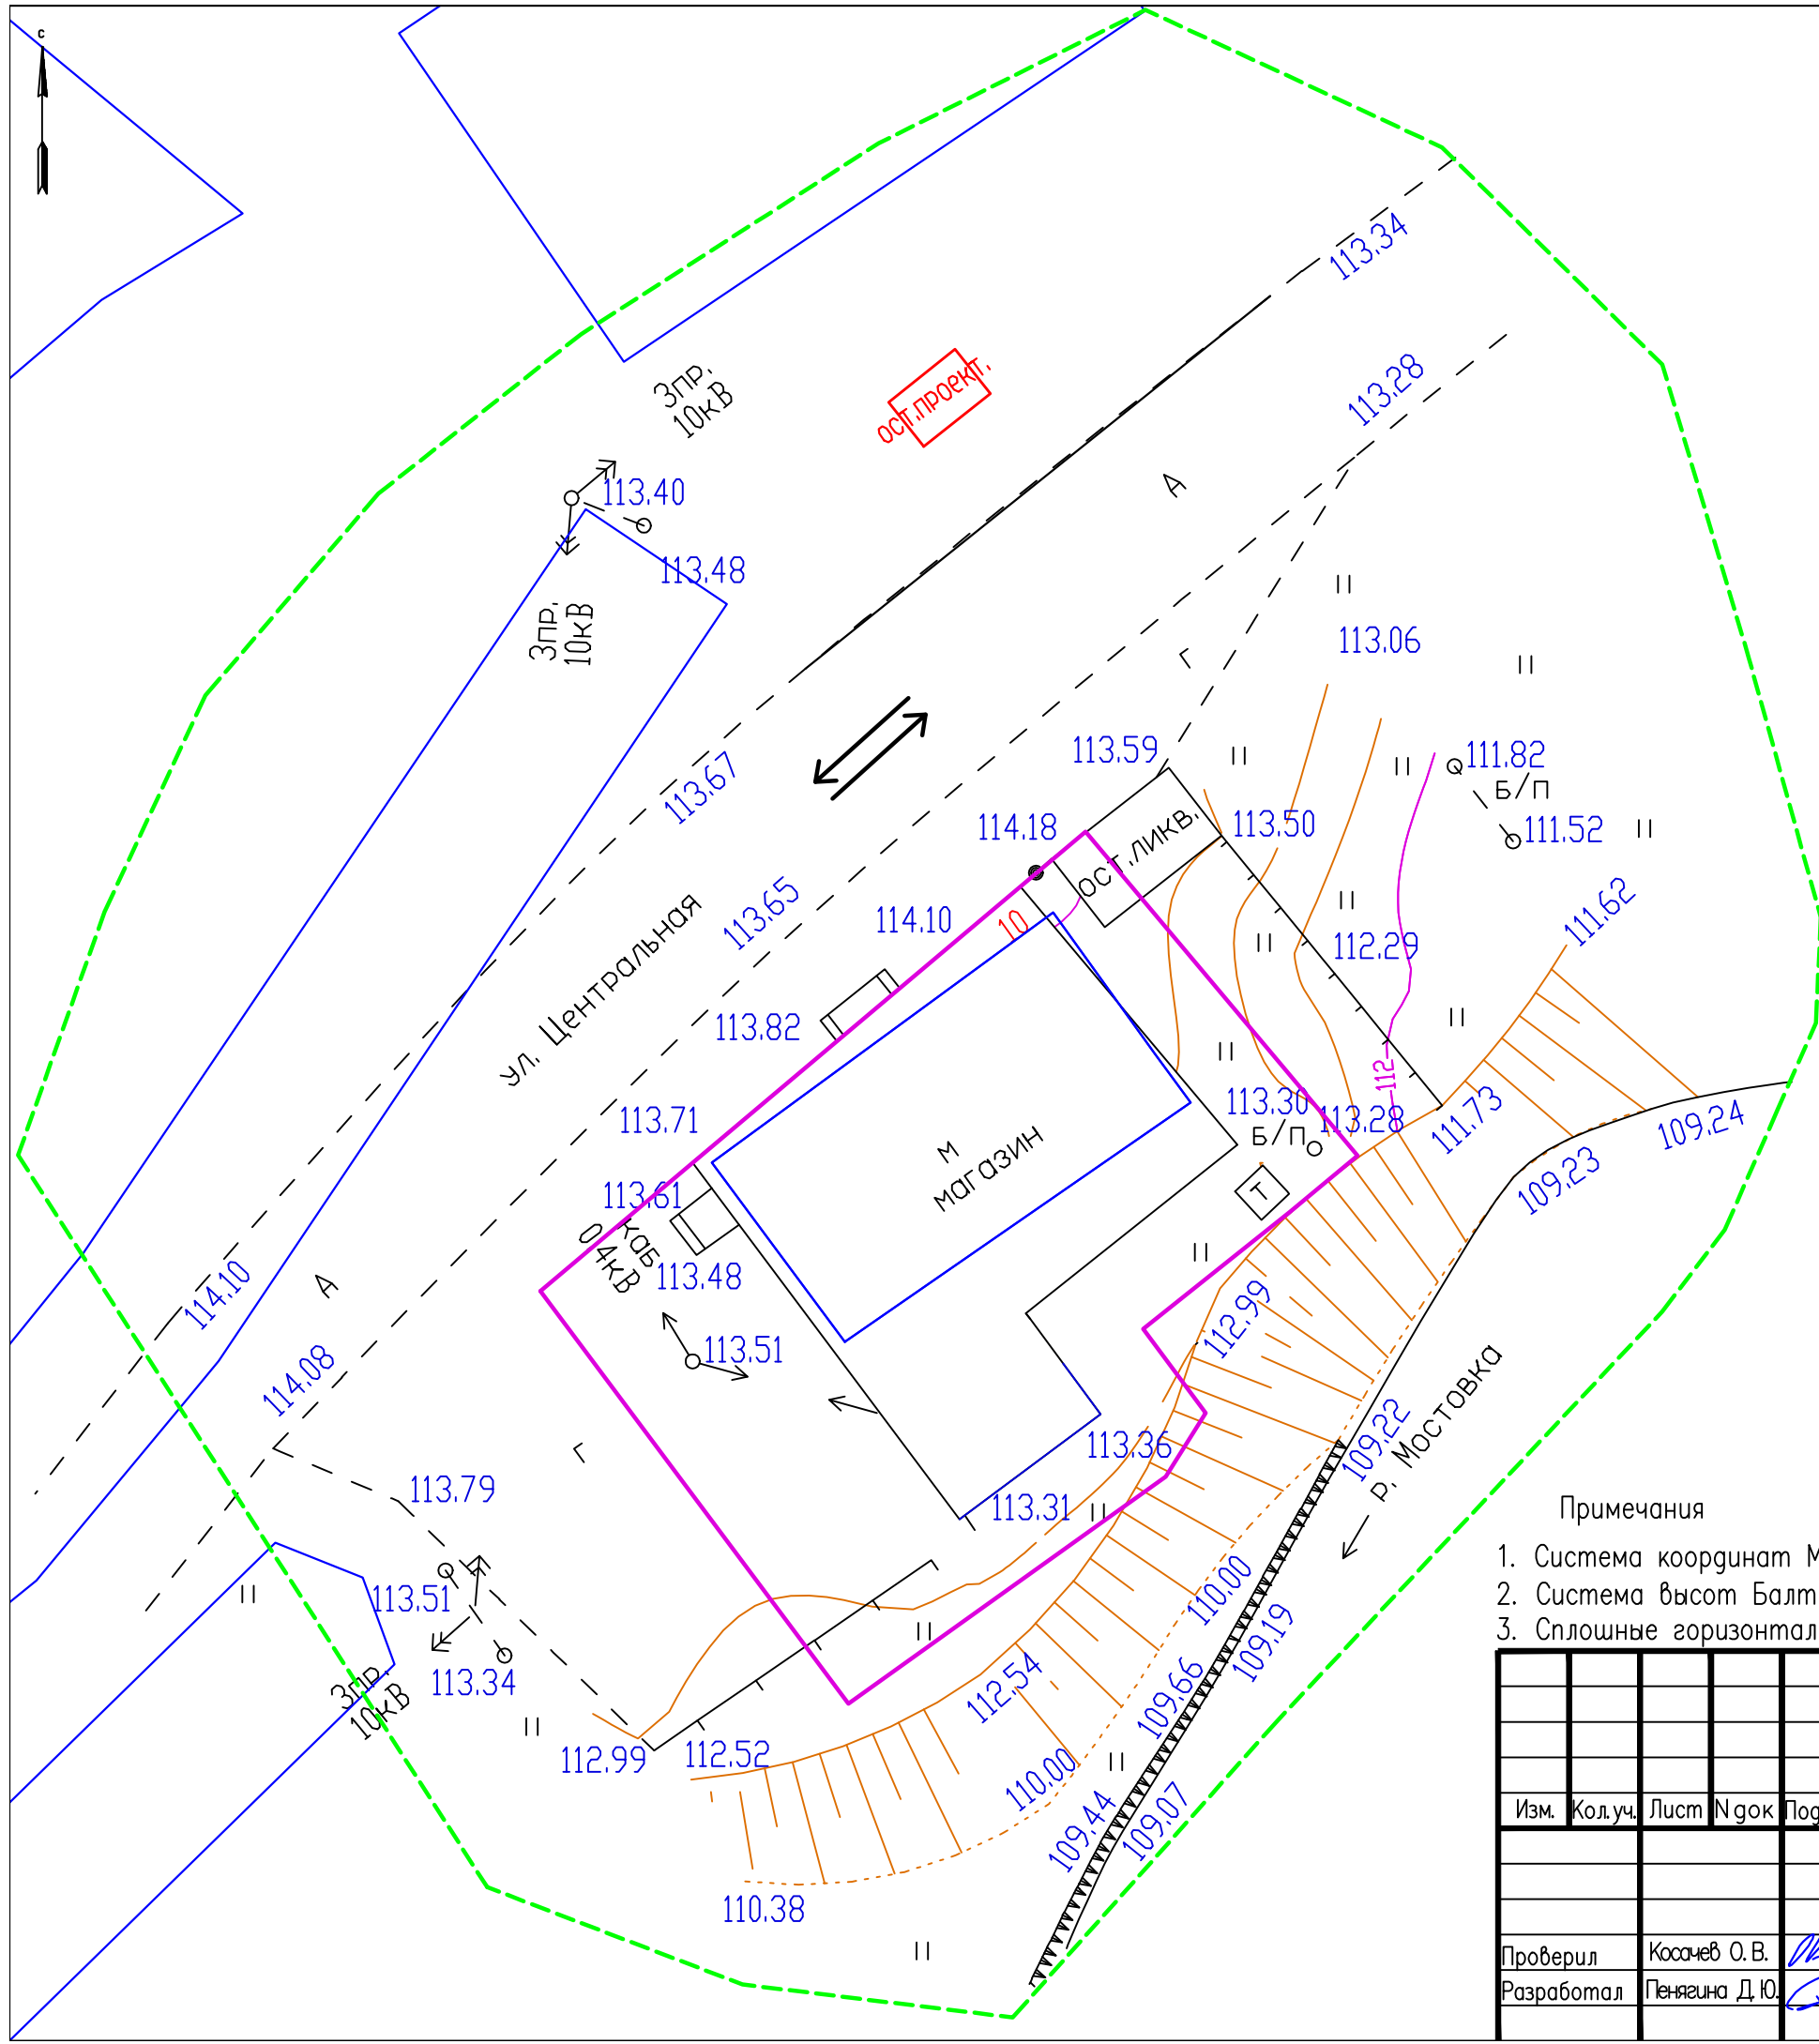 с
113.34
3пр.
10кВ
ост.проект.
113.28
113.40
А
113.48
3пр.
10кВ
113.06
Г
113.59
111.82
Б/П
113.67
111.52
114.18
ост.ликв.
113.50
113.65
114.10
10
111.62
112.29
ул. Центральная
113.82
112
113.30
113.28
111.73
109.24
113.71
Б/П
м
магазин
109.23
113.61
Т
каб
0.4кВ
113.48
114.10
А
112.99
113.51
114.08
р. Мостовка
109.22
113.36
Г
113.79
113.31
110.00
113.51
109.19
3пр.
10кВ
113.34
112.54
109.66
112.99
112.52
110.00
109.44
109.07
110.38
Примечания
1. Система координат М
2. Система высот Балт
3. Сплошные горизонтал
Изм. Кол.уч. Лист Nдок Под
Проверил Косачев О.В.
Разработал Пенягина Д.Ю.